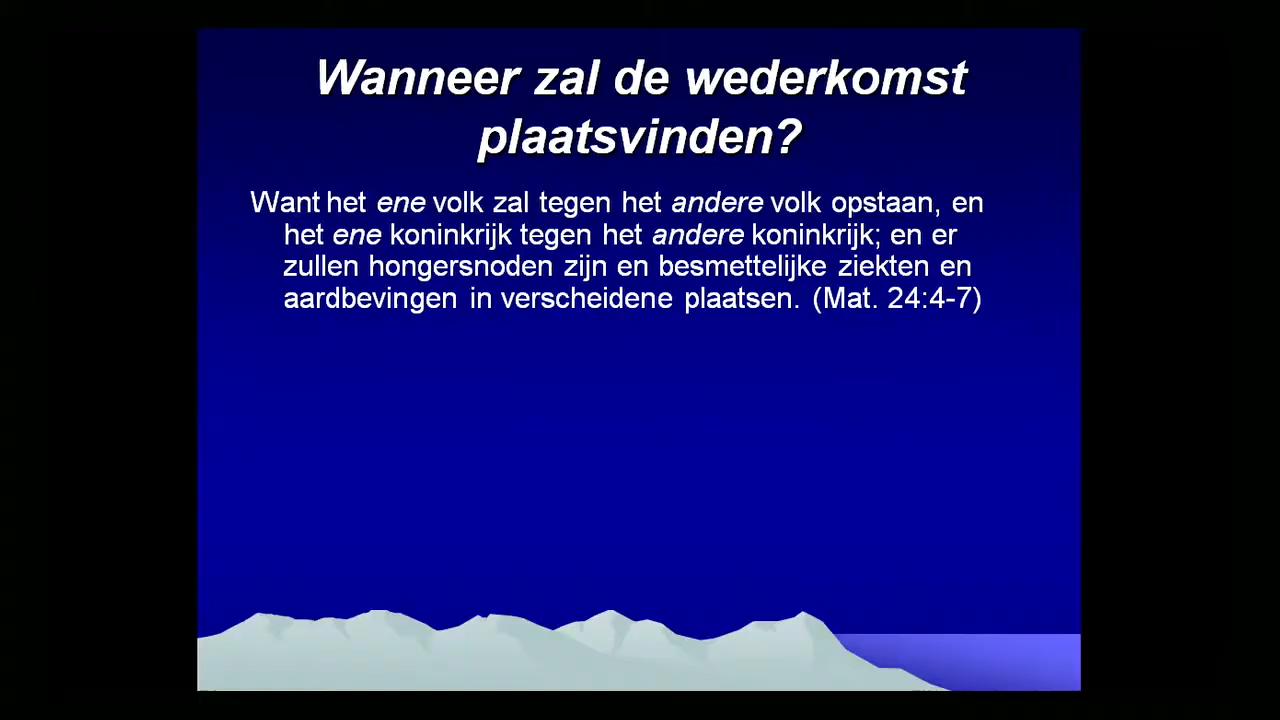 Wanneer zal de wederkomst
plaatsvinden?
Want het ene volk zal tegen het andere volk opstaan, en
het ene koninkrijk tegen het andere koninkrijk; en er
zullen hongersnoden zijn en besmettelijke ziekten en
aardbevingen in verscheidene plaatsen. (Mat. 24:4-7)